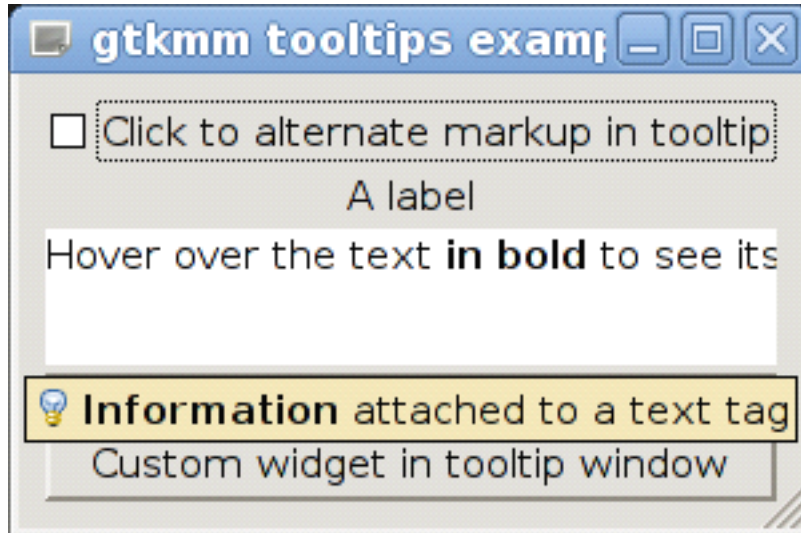 gtkmm tooltips examp
Click to alternate markup in tooltip
A label
Hover over the text in bold to see its
Information attached to a text tag
Custom widget in tooltip window